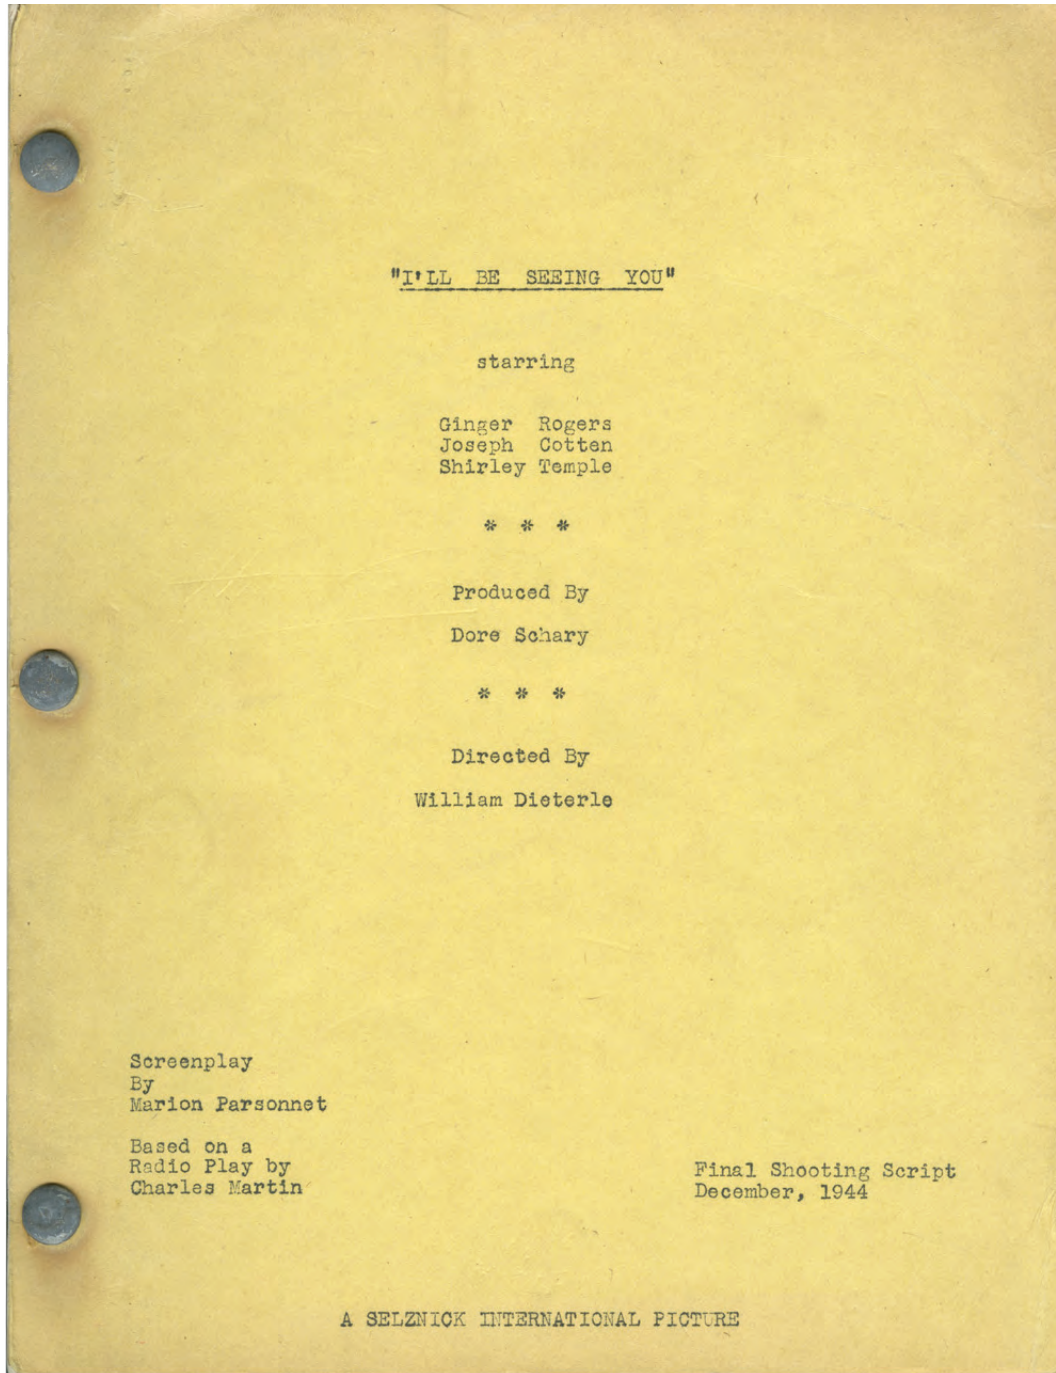 "I'LL BE SEEING YOU"
starring
Ginger Rogers
Joseph Cotten
Shirley Temple
* * *
Produced By
Dore Schary
* * *
Directed By
William Dieterle
Screenplay
By
Marion Parsonnet
Based on a
Radio Play by
Charles Martin
Final Shooting Script
December, 1944
A SELZNICK INTERNATIONAL PICTURE